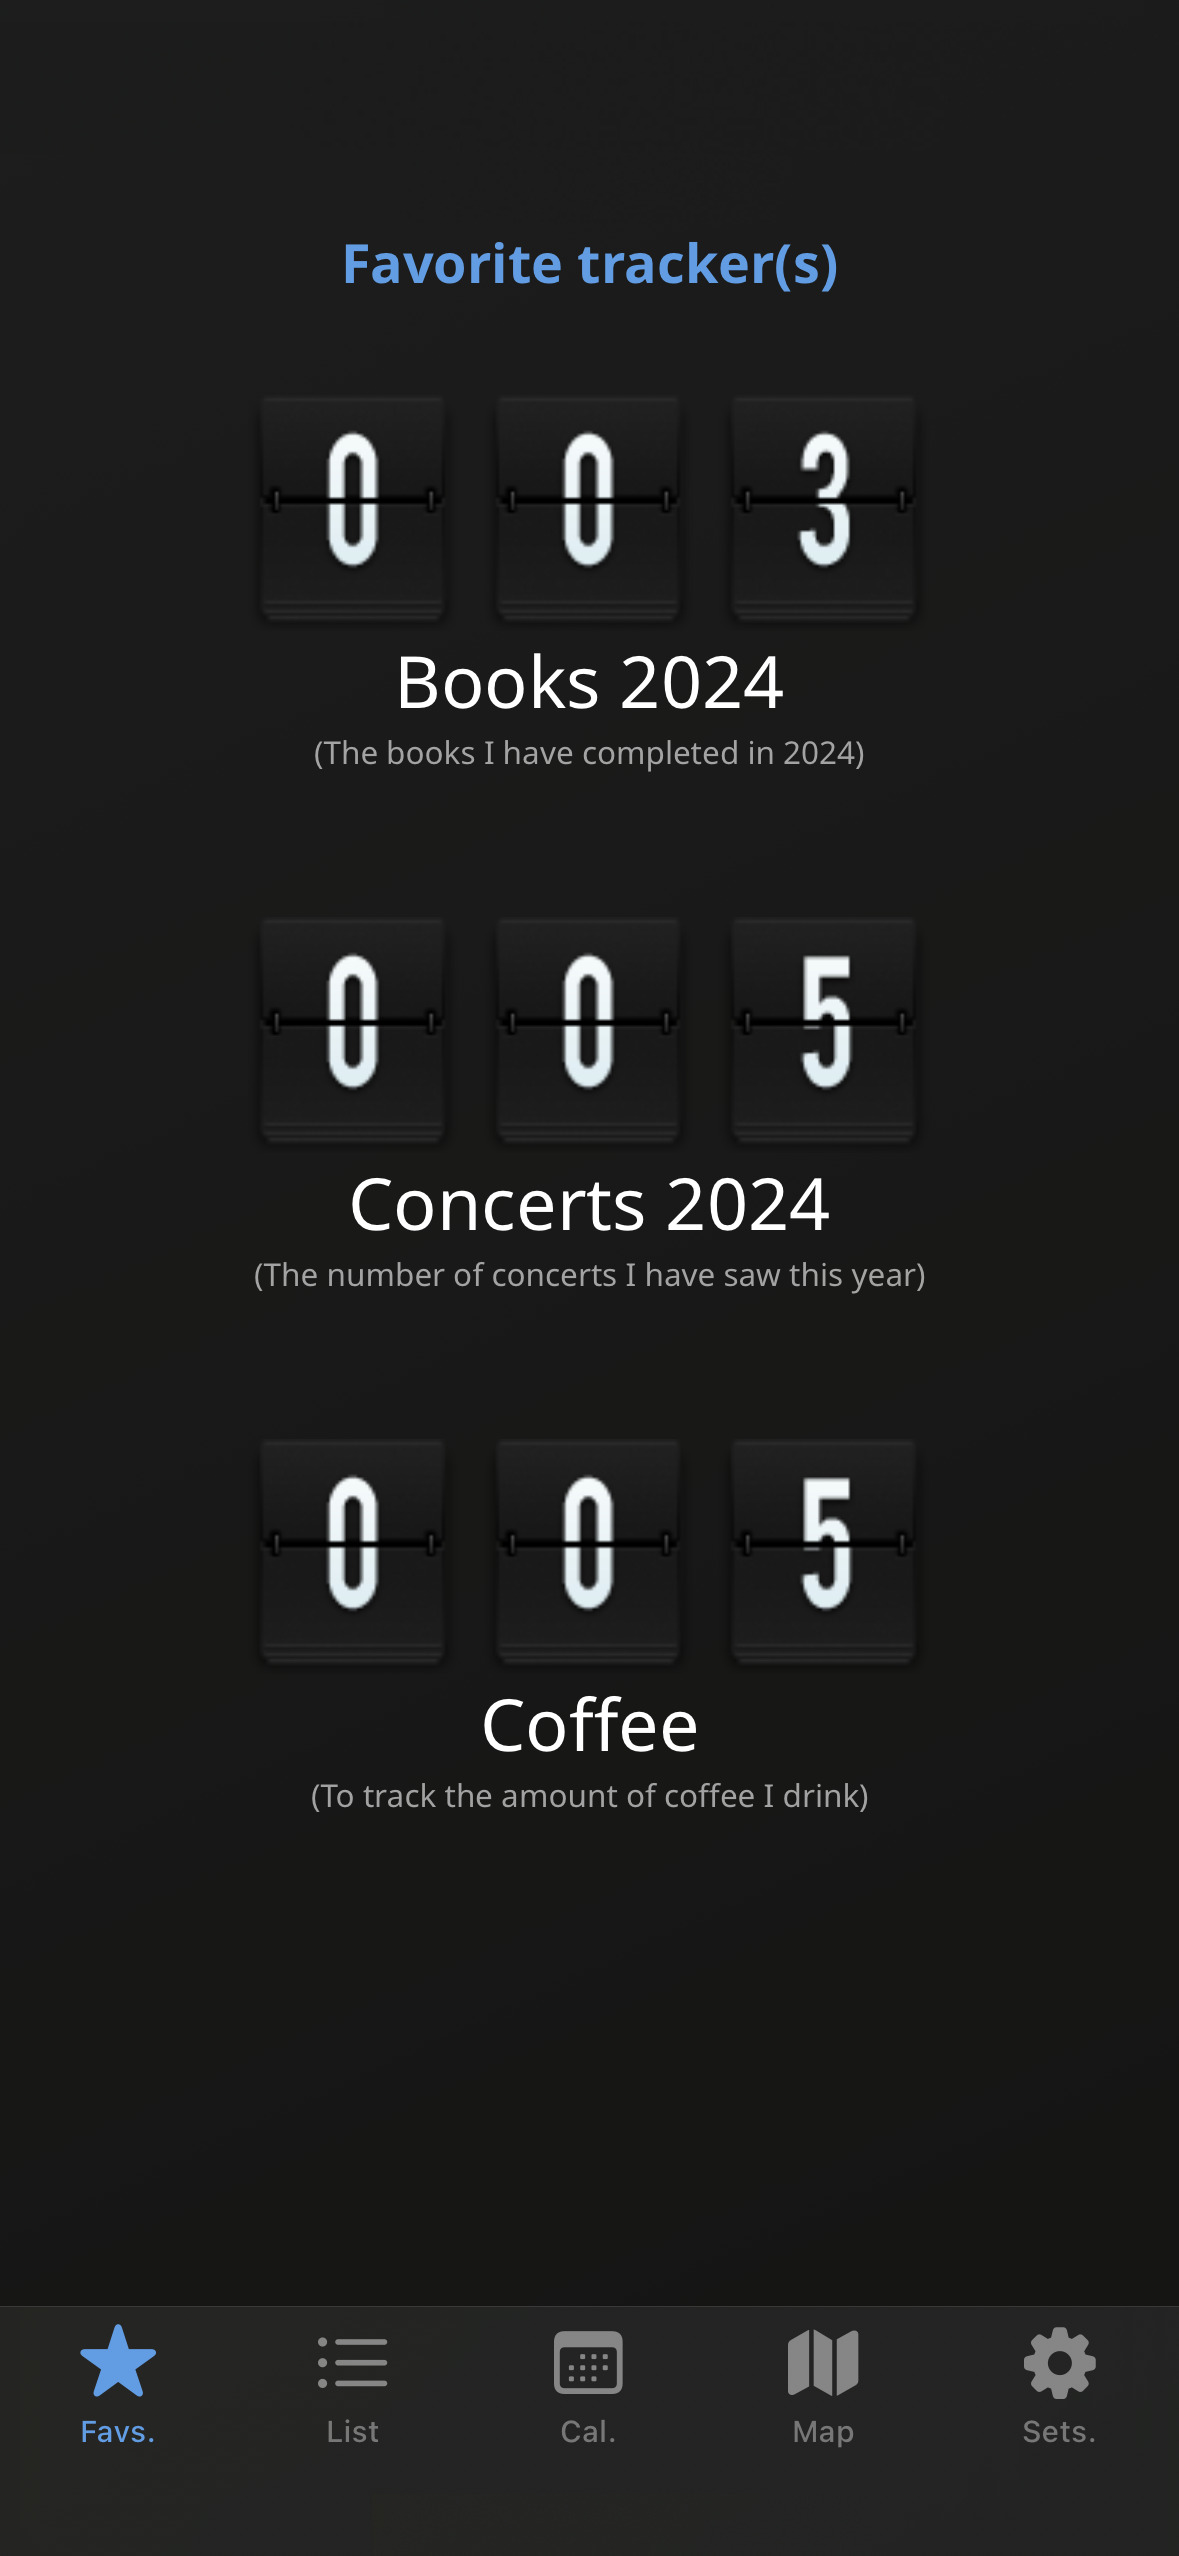 Favorite tracker(s)
0 0 3
Books 2024
(The books I have completed in 2024)
0 0 5
Concerts 2024
(The number of concerts I have saw this year)
0 0 5
Coffee
(To track the amount of coffee I drink)
Favs. List Cal. Map Sets.